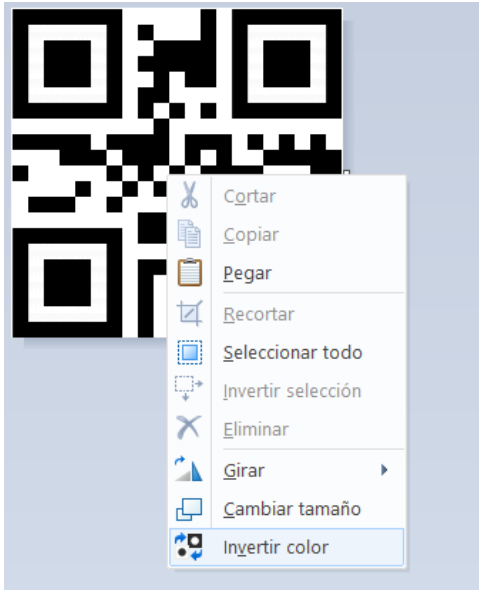 Cortar
Copiar
Pegar
Recortar
Seleccionar todo
Invertir selección
Eliminar
Girar
Cambiar tamaño
Invertir color